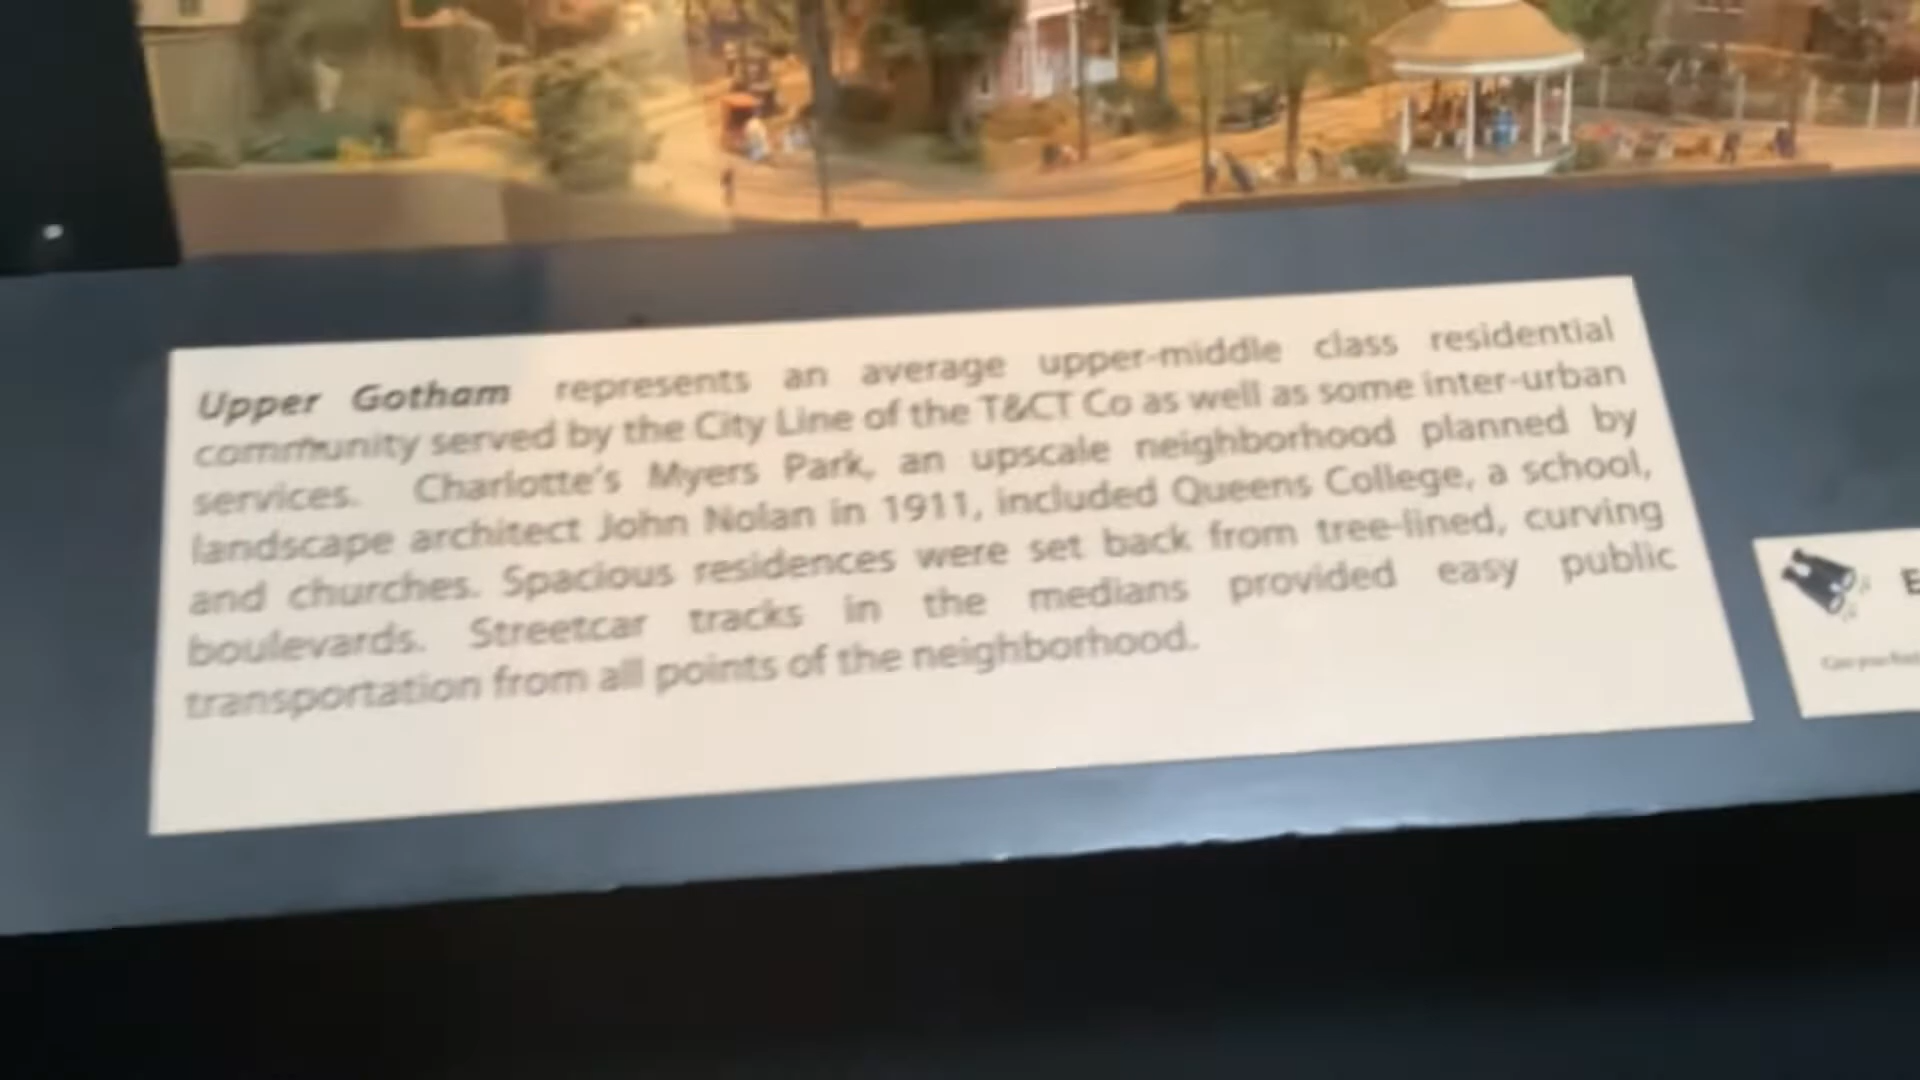 Upper Gotham represents an average upper-middle class residential
community served by the City Line of the T&CT Co as well as some inter-urban
services. Charlotte's Myers Park, an upscale neighborhood planned by
landscape architect John Nolan in 1911, included Queens College, a school,
and churches. Spacious residences were set back from tree-lined, curving
boulevards. Streetcar tracks in the medians provided easy public
transportation from all points of the neighborhood.
E
Can you find